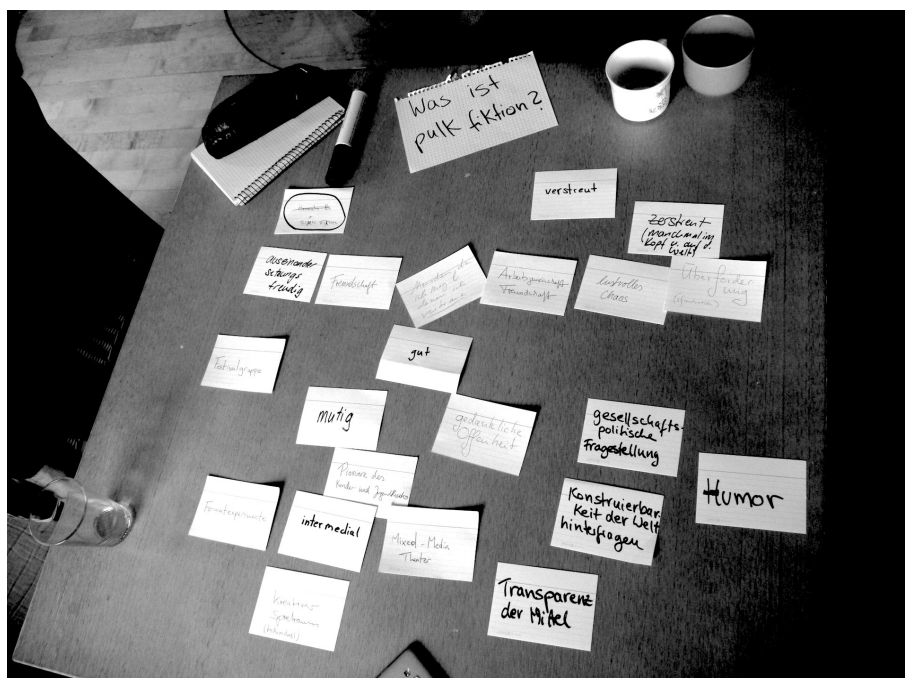 Was ist
pulk fiktion?
verstreut
zerstreut
(manchmal im
Kopf u. auf d.
Welt)
auseinander
setzungs
freudig
Freundschaft
Arbeitsgemeinschaft
Freundschaft
lustvolles
Chaos
Überforder
ung
gut
Festivalgruppe
mutig
gedankliche
Offenheit
gesellschafts-
politische
Fragestellung
Humor
Pioniere des
Kinder und Jugendtheaters
Konstruierbar-
keit der Welt
hinterfragen
Formatexperimente
intermedial
Mixed-Media
Theater
Transparenz
der Mittel